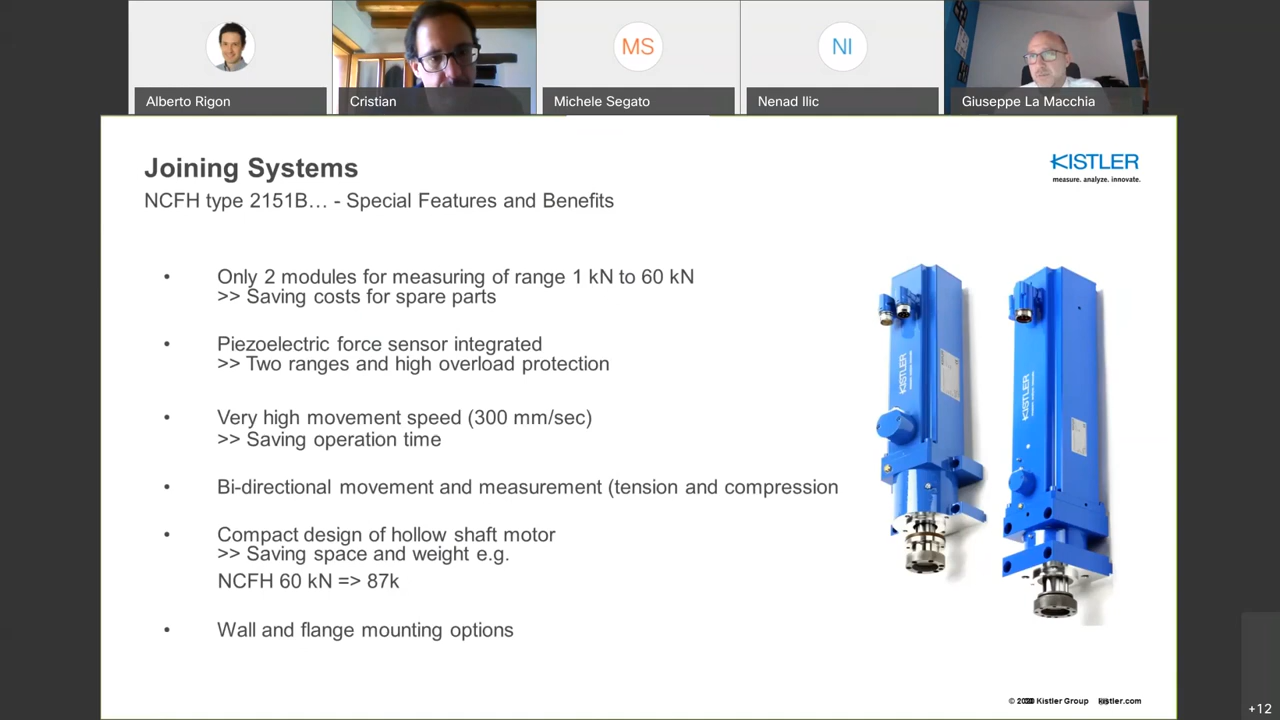 MS
NI
Alberto Rigon
Cristian
Michele Segato
Nenad Ilic
Giuseppe La Macchia
Joining Systems
KISTLER
measure. analyze. innovate.
NCFH type 2151B… - Special Features and Benefits
• Only 2 modules for measuring of range 1 kN to 60 kN
>> Saving costs for spare parts
• Piezoelectric force sensor integrated
>> Two ranges and high overload protection
• Very high movement speed (300 mm/sec)
>> Saving operation time
• Bi-directional movement and measurement (tension and compression
• Compact design of hollow shaft motor
>> Saving space and weight e.g.
NCFH 60 kN => 87k
• Wall and flange mounting options
KISTLER
KISTLER
© Kistler Group kistler.com
+12